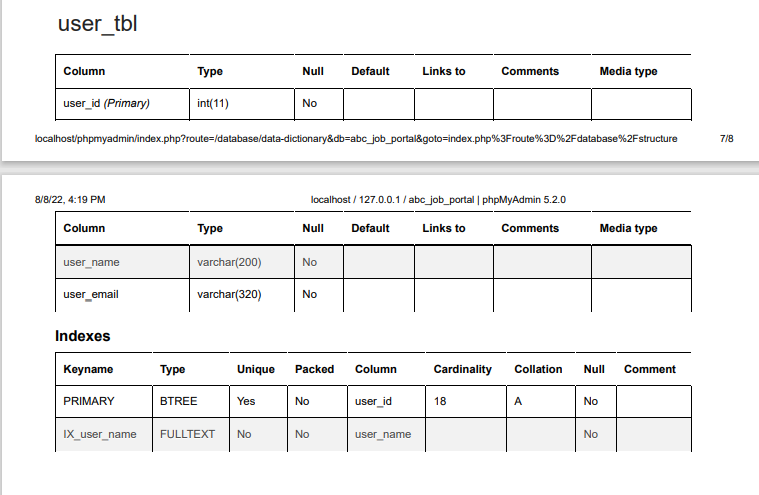 user_tbl
Column Type Null Default Links to Comments Media type
user_id (Primary) int(11) No
localhost/phpmyadmin/index.php?route=/database/data-dictionary&db=abc_job_portal&goto=index.php%3Froute%3D%2Fdatabase%2Fstructure 7/8
8/8/22, 4:19 PM localhost / 127.0.0.1 / abc_job_portal | phpMyAdmin 5.2.0
Column Type Null Default Links to Comments Media type
user_name varchar(200) No
user_email varchar(320) No
Indexes
Keyname Type Unique Packed Column Cardinality Collation Null Comment
PRIMARY BTREE Yes No user_id 18 A No
IX_user_name FULLTEXT No No user_name No